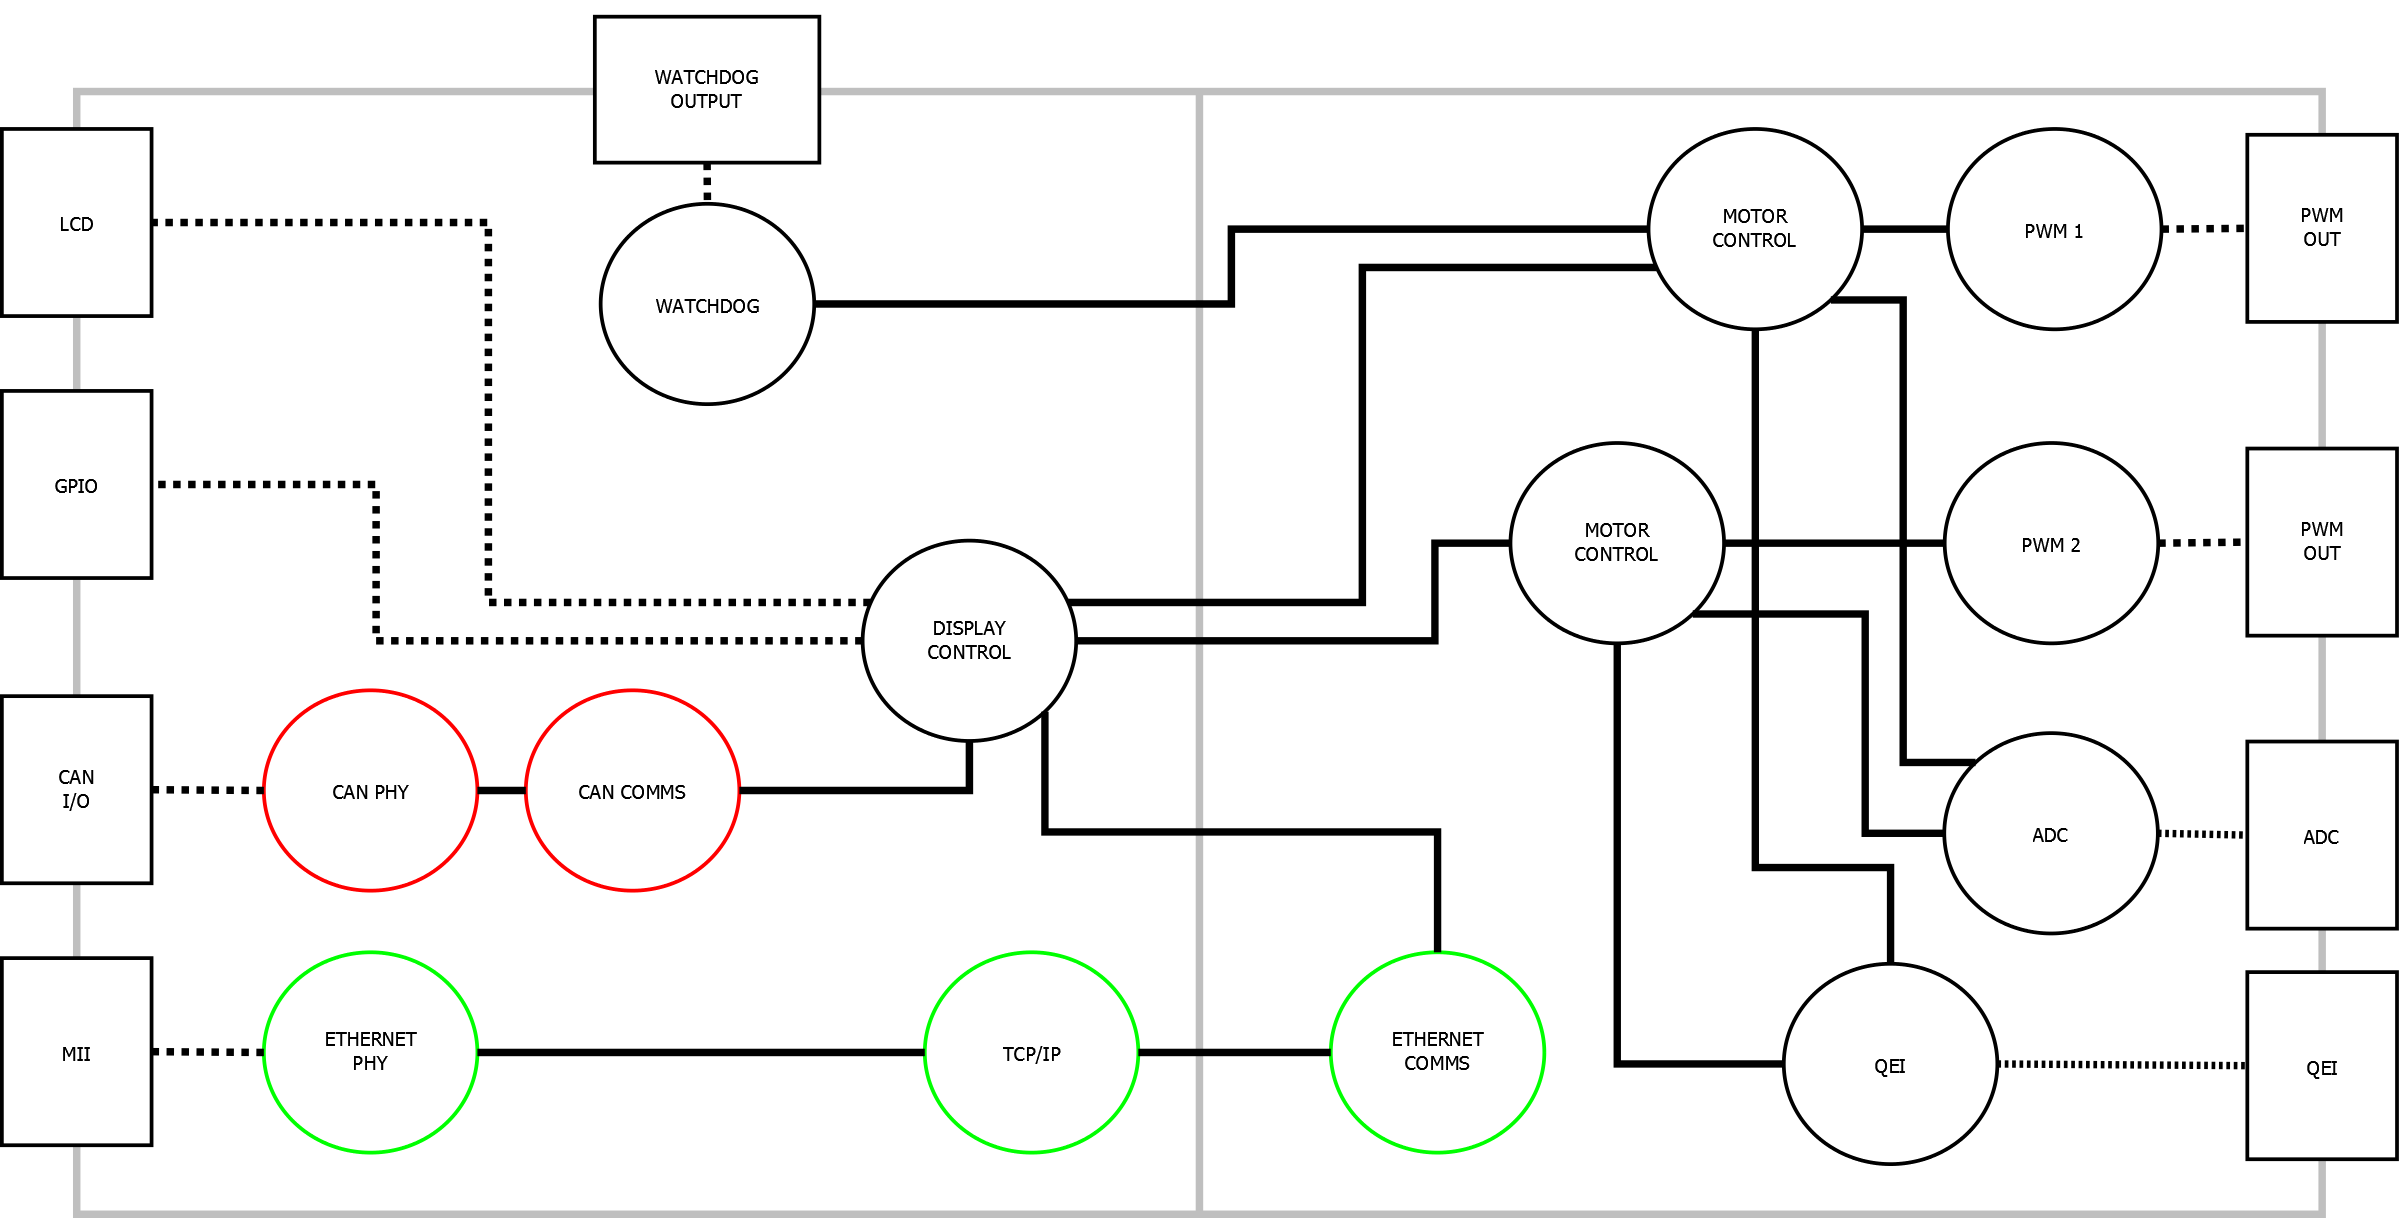 WATCHDOG
OUTPUT
LCD
WATCHDOG
MOTOR
CONTROL
PWM 1
PWM
OUT
GPIO
MOTOR
CONTROL
PWM 2
PWM
OUT
DISPLAY
CONTROL
CAN
I/O
CAN PHY
CAN COMMS
ADC
ADC
MII
ETHERNET
PHY
TCP/IP
ETHERNET
COMMS
QEI
QEI